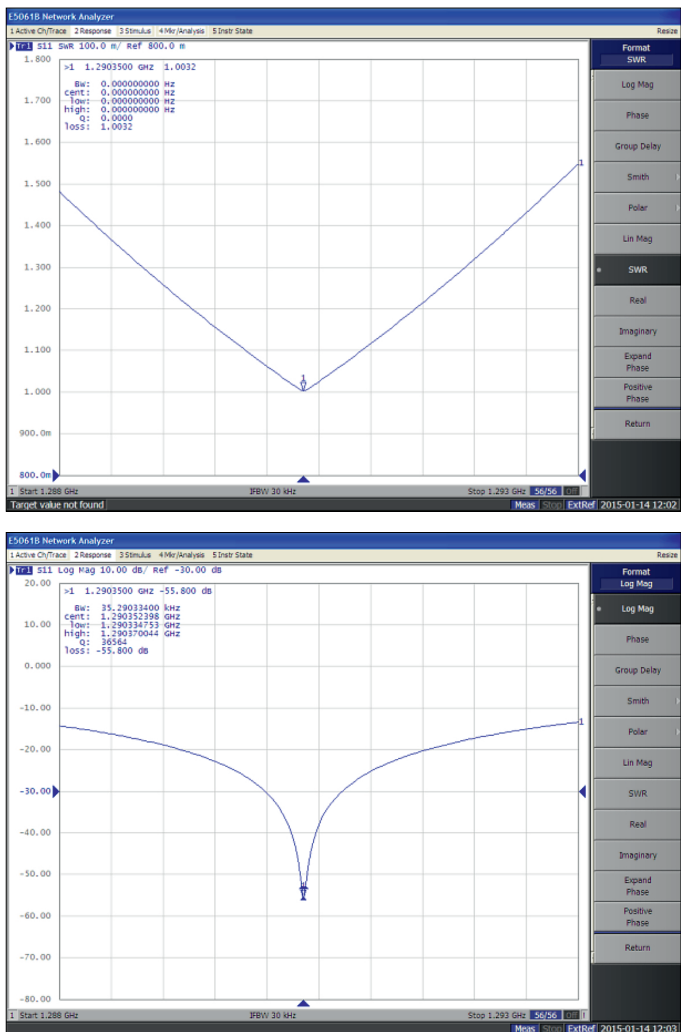 E5061B Network Analyzer
1 Active Ch/Trace 2 Response 3 Stimulus 4 Mkr/Analysis 5 Instr State Resize
Tr1 S11 SWR 100.0 m/ Ref 800.0 m
1.800
>1 1.2903500 GHz 1.0032
BW: 0.000000000 Hz
cent: 0.000000000 Hz
low: 0.000000000 Hz
high: 0.000000000 Hz
Q: 0.0000
loss: 1.0032
1.700
1.600
1.500
1.400
1.300
1.200
1.100
1.000
900.0m
800.0m
1
1
Format
SWR
Log Mag
Phase
Group Delay
Smith
Polar
Lin Mag
SWR
Real
Imaginary
Expand
Phase
Positive
Phase
Return
1 Start 1.288 GHz IFBW 30 kHz Stop 1.293 GHz 56/56 Off
Target value not found Meas Stop ExtRef 2015-01-14 12:02
E5061B Network Analyzer
1 Active Ch/Trace 2 Response 3 Stimulus 4 Mkr/Analysis 5 Instr State Resize
Tr1 S11 Log Mag 10.00 dB/ Ref -30.00 dB
20.00
>1 1.2903500 GHz -55.800 dB
BW: 35.29033400 kHz
cent: 1.290352398 GHz
low: 1.290334753 GHz
high: 1.290370044 GHz
Q: 36564
loss: -55.800 dB
10.00
0.000
-10.00
-20.00
-30.00
-40.00
-50.00
-60.00
-70.00
-80.00
1
Format
Log Mag
Log Mag
Phase
Group Delay
Smith
Polar
Lin Mag
SWR
Real
Imaginary
Expand
Phase
Positive
Phase
Return
1 Start 1.288 GHz IFBW 30 kHz Stop 1.293 GHz 56/56 Off
Meas Stop ExtRef 2015-01-14 12:03